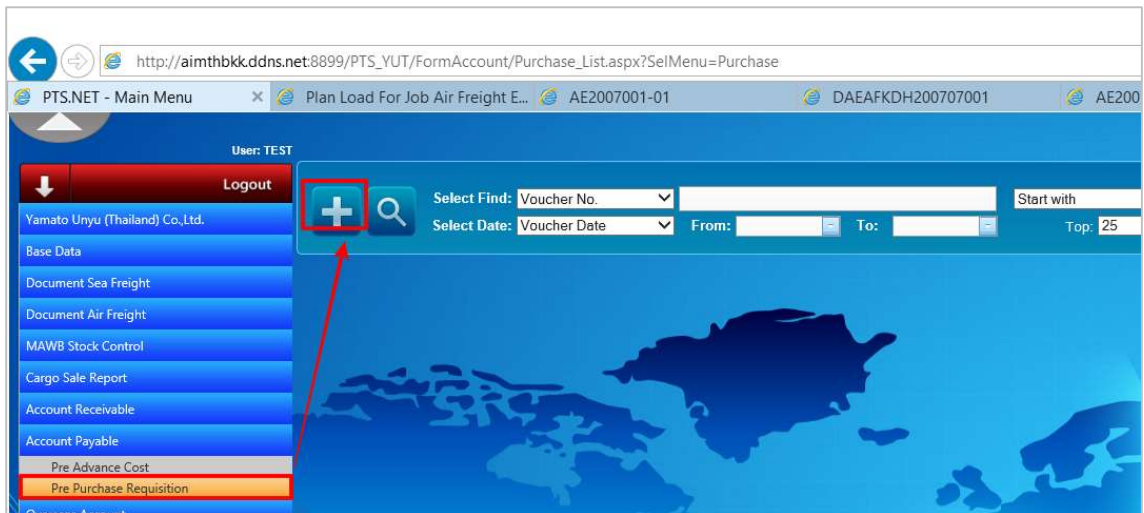 http://aimthbkk.ddns.net:8899/PTS_YUT/FormAccount/Purchase_List.aspx?SelMenu=Purchase
PTS.NET - Main Menu × Plan Load For Job Air Freight E... AE2007001-01 DAEAFKDH200707001 AE200
User: TEST
Logout
Select Find: Voucher No. Start with
Select Date: Voucher Date From: To: Top: 25
Yamato Unyu (Thailand) Co.,Ltd.
Base Data
Document Sea Freight
Document Air Freight
MAWB Stock Control
Cargo Sale Report
Account Receivable
Account Payable
Pre Advance Cost
Pre Purchase Requisition